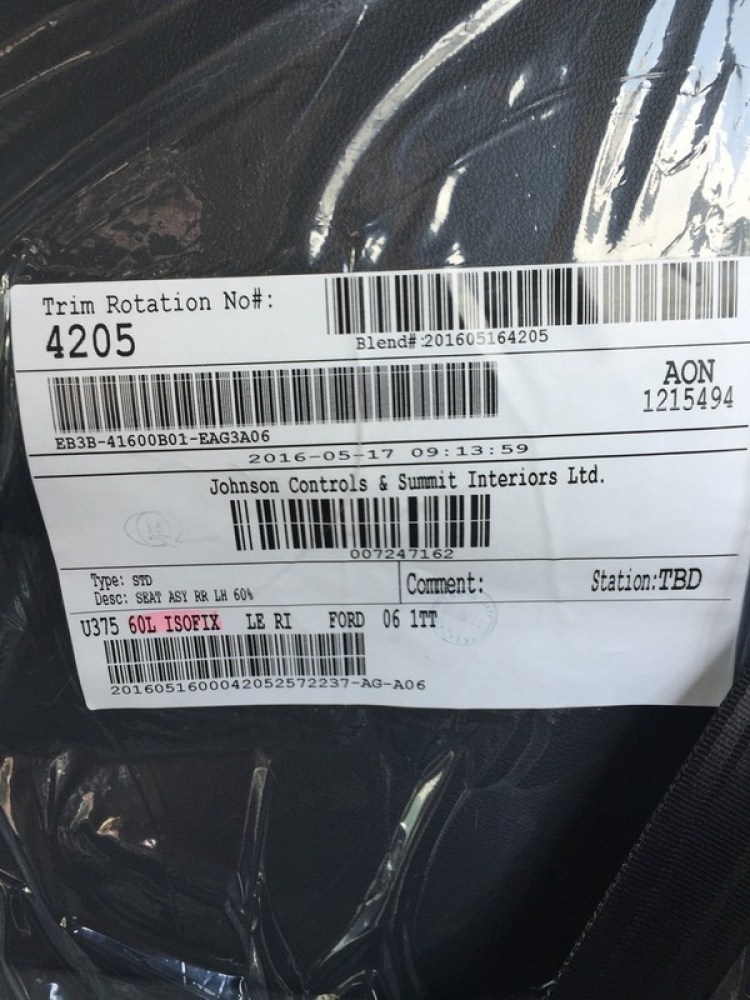 Trim Rotation No#:
4205
Blend#:201605164205
AON
1215494
EB3B-41600B01-EAG3A06
2016-05-17 09:13:59
Johnson Controls & Summit Interiors Ltd.
007247162
Type: STD
Desc: SEAT ASY RR LH 60%
Comment:
Station:TBD
U375 60L ISOFIX LE RI FORD 06 1TT
20160516000042052572237-AG-A06